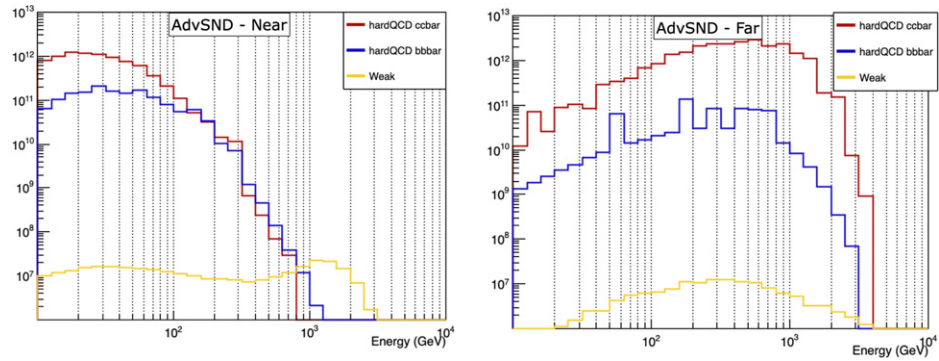 AdvSND - Near
hardQCD ccbar
hardQCD bbbar
Weak
10^13
10^12
10^11
10^10
10^9
10^8
10^7
10^2
10^3
10^4
Energy (GeV)
AdvSND - Far
hardQCD ccbar
hardQCD bbbar
Weak
10^13
10^12
10^11
10^10
10^9
10^8
10^7
10^2
10^3
10^4
Energy (GeV)